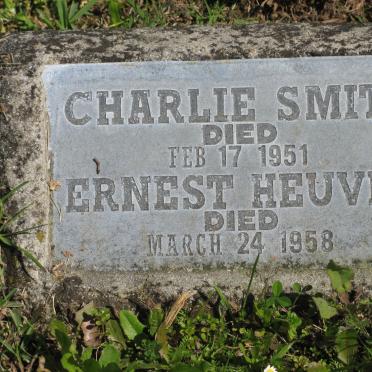 CHARLIE SMIT
DIED
FEB 17 1951
ERNEST HEUV
DIED
MARCH 24 1958